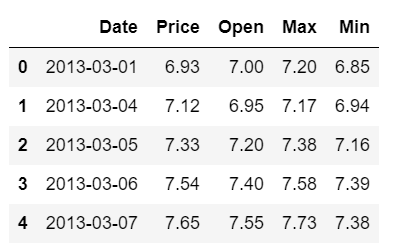 Date Price Open Max Min
0 2013-03-01 6.93 7.00 7.20 6.85
1 2013-03-04 7.12 6.95 7.17 6.94
2 2013-03-05 7.33 7.20 7.38 7.16
3 2013-03-06 7.54 7.40 7.58 7.39
4 2013-03-07 7.65 7.55 7.73 7.38